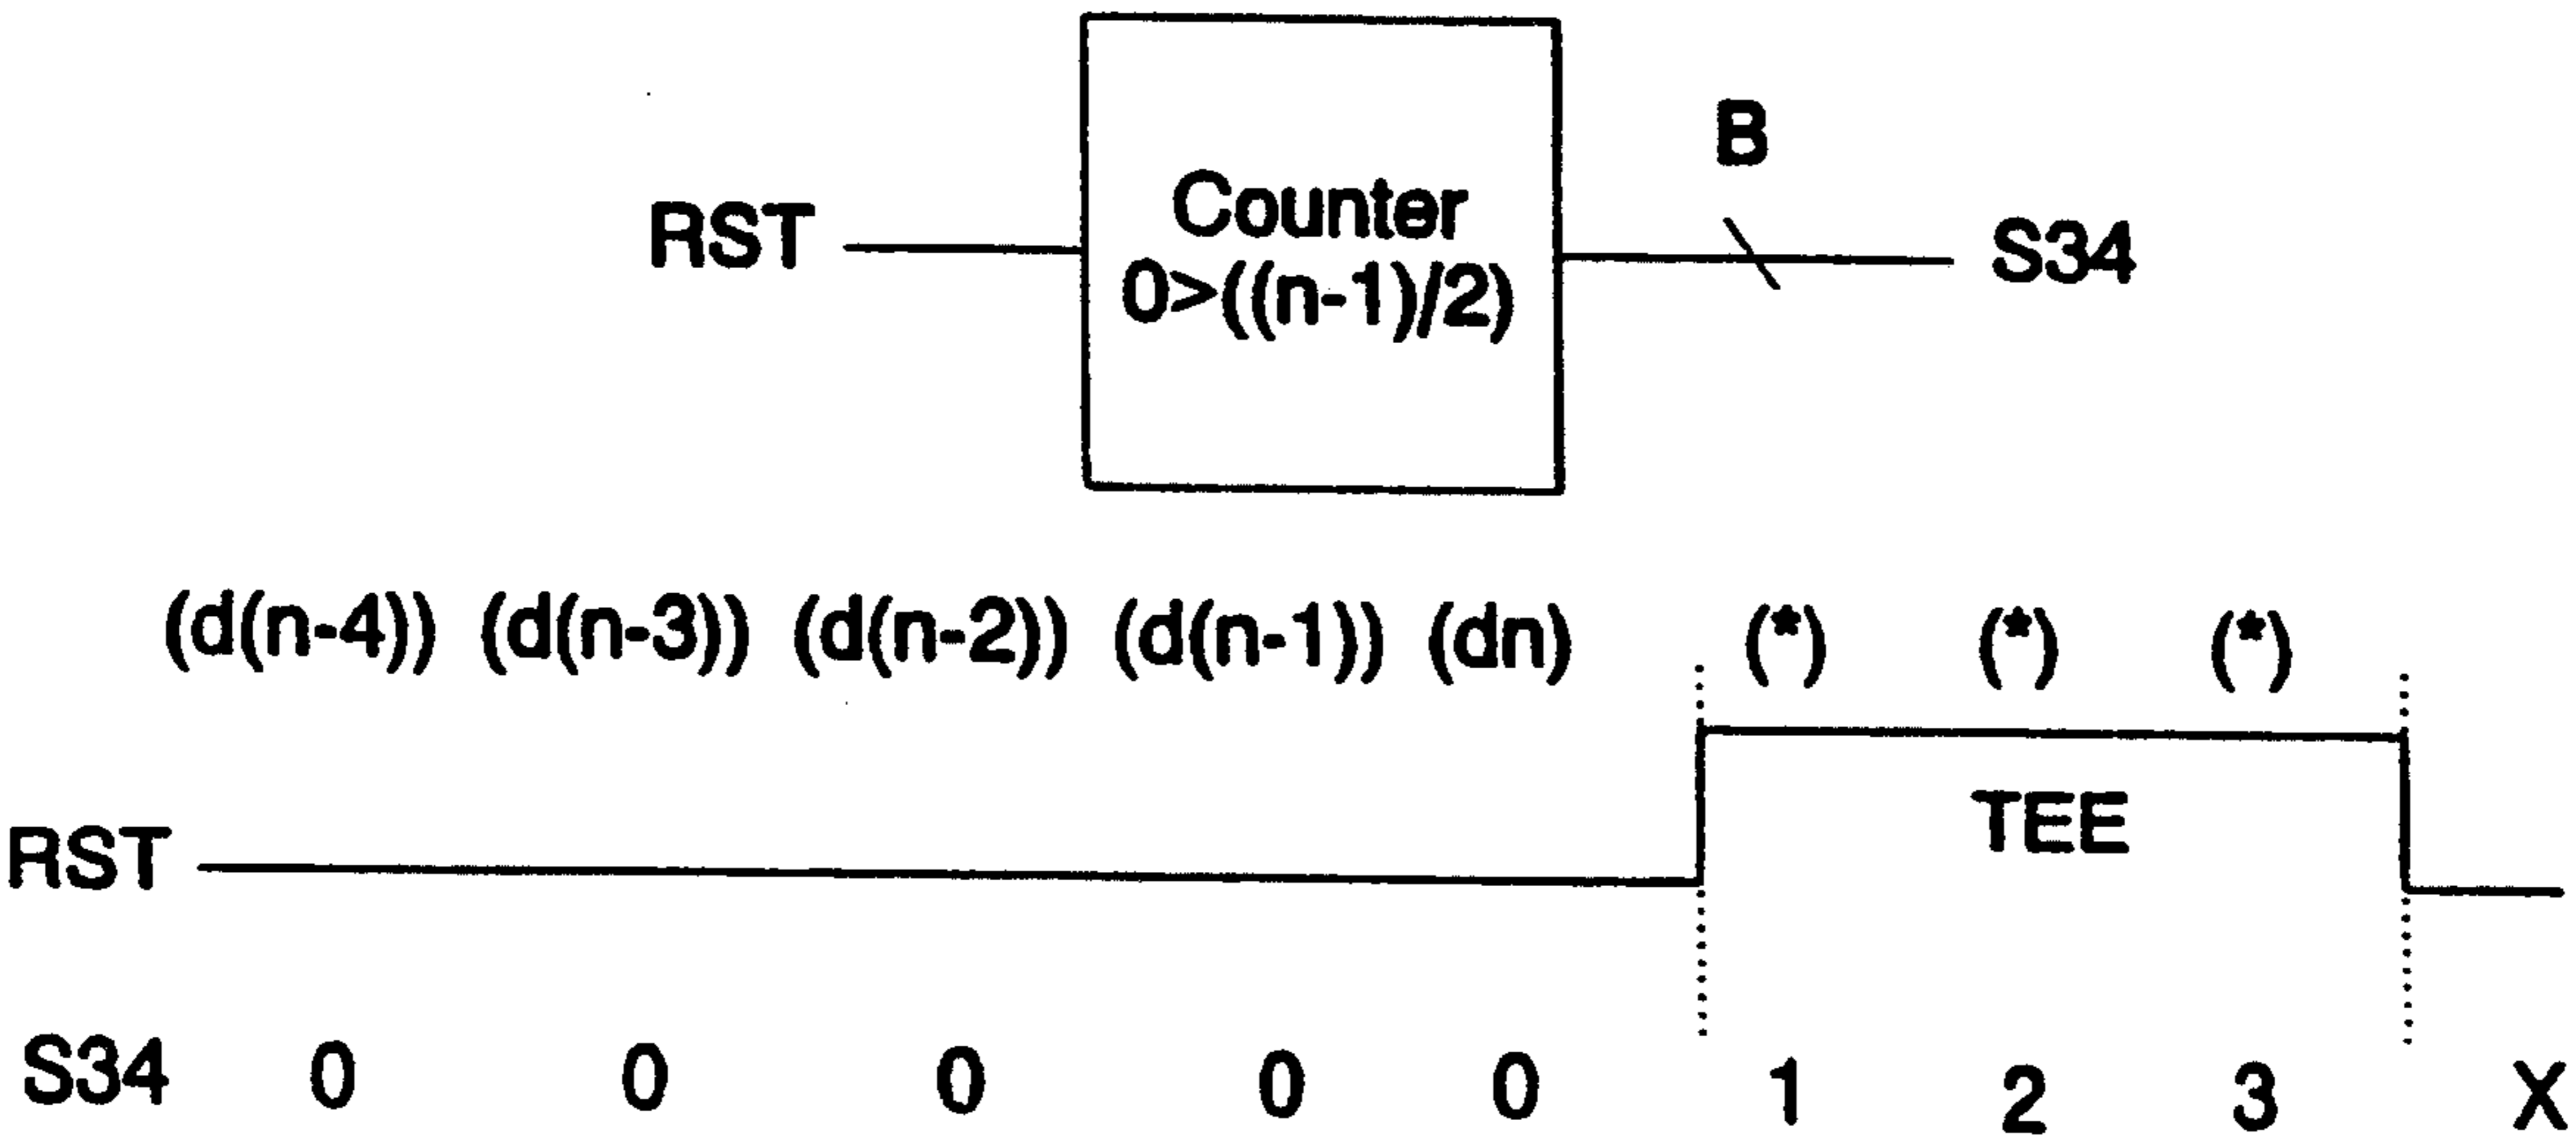 B
RST Counter S34
0>((n-1)/2)
(d(n-4)) (d(n-3)) (d(n-2)) (d(n-1)) (dn) (*) (*) (*)
TEE
RST
S34 0 0 0 0 0 1 2 3 X